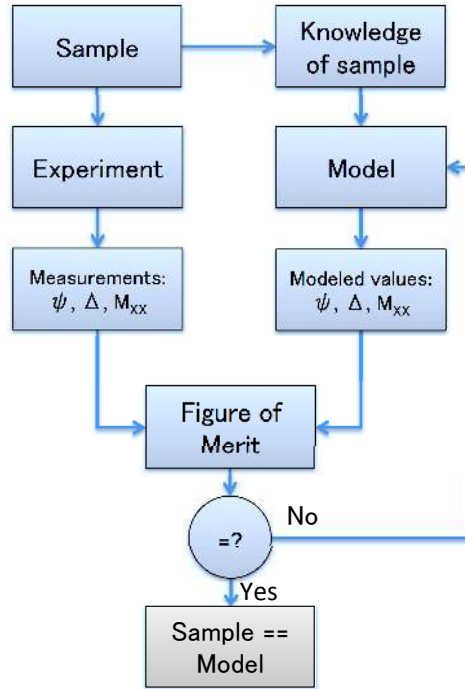 Sample
Knowledge
of sample
Experiment
Model
Measurements:
ψ, Δ, Mxx
Modeled values:
ψ, Δ, Mxx
Figure of
Merit
=?
No
Yes
Sample ==
Model